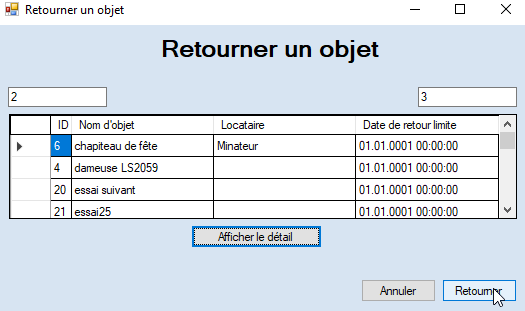 Retourner un objet
Retourner un objet
2 3
ID Nom d'objet Locataire Date de retour limite
6 chapiteau de fête Minateur 01.01.0001 00:00:00
4 dameuse LS2059 01.01.0001 00:00:00
20 essai suivant 01.01.0001 00:00:00
21 essai25 01.01.0001 00:00:00
Afficher le détail
Annuler Retourner